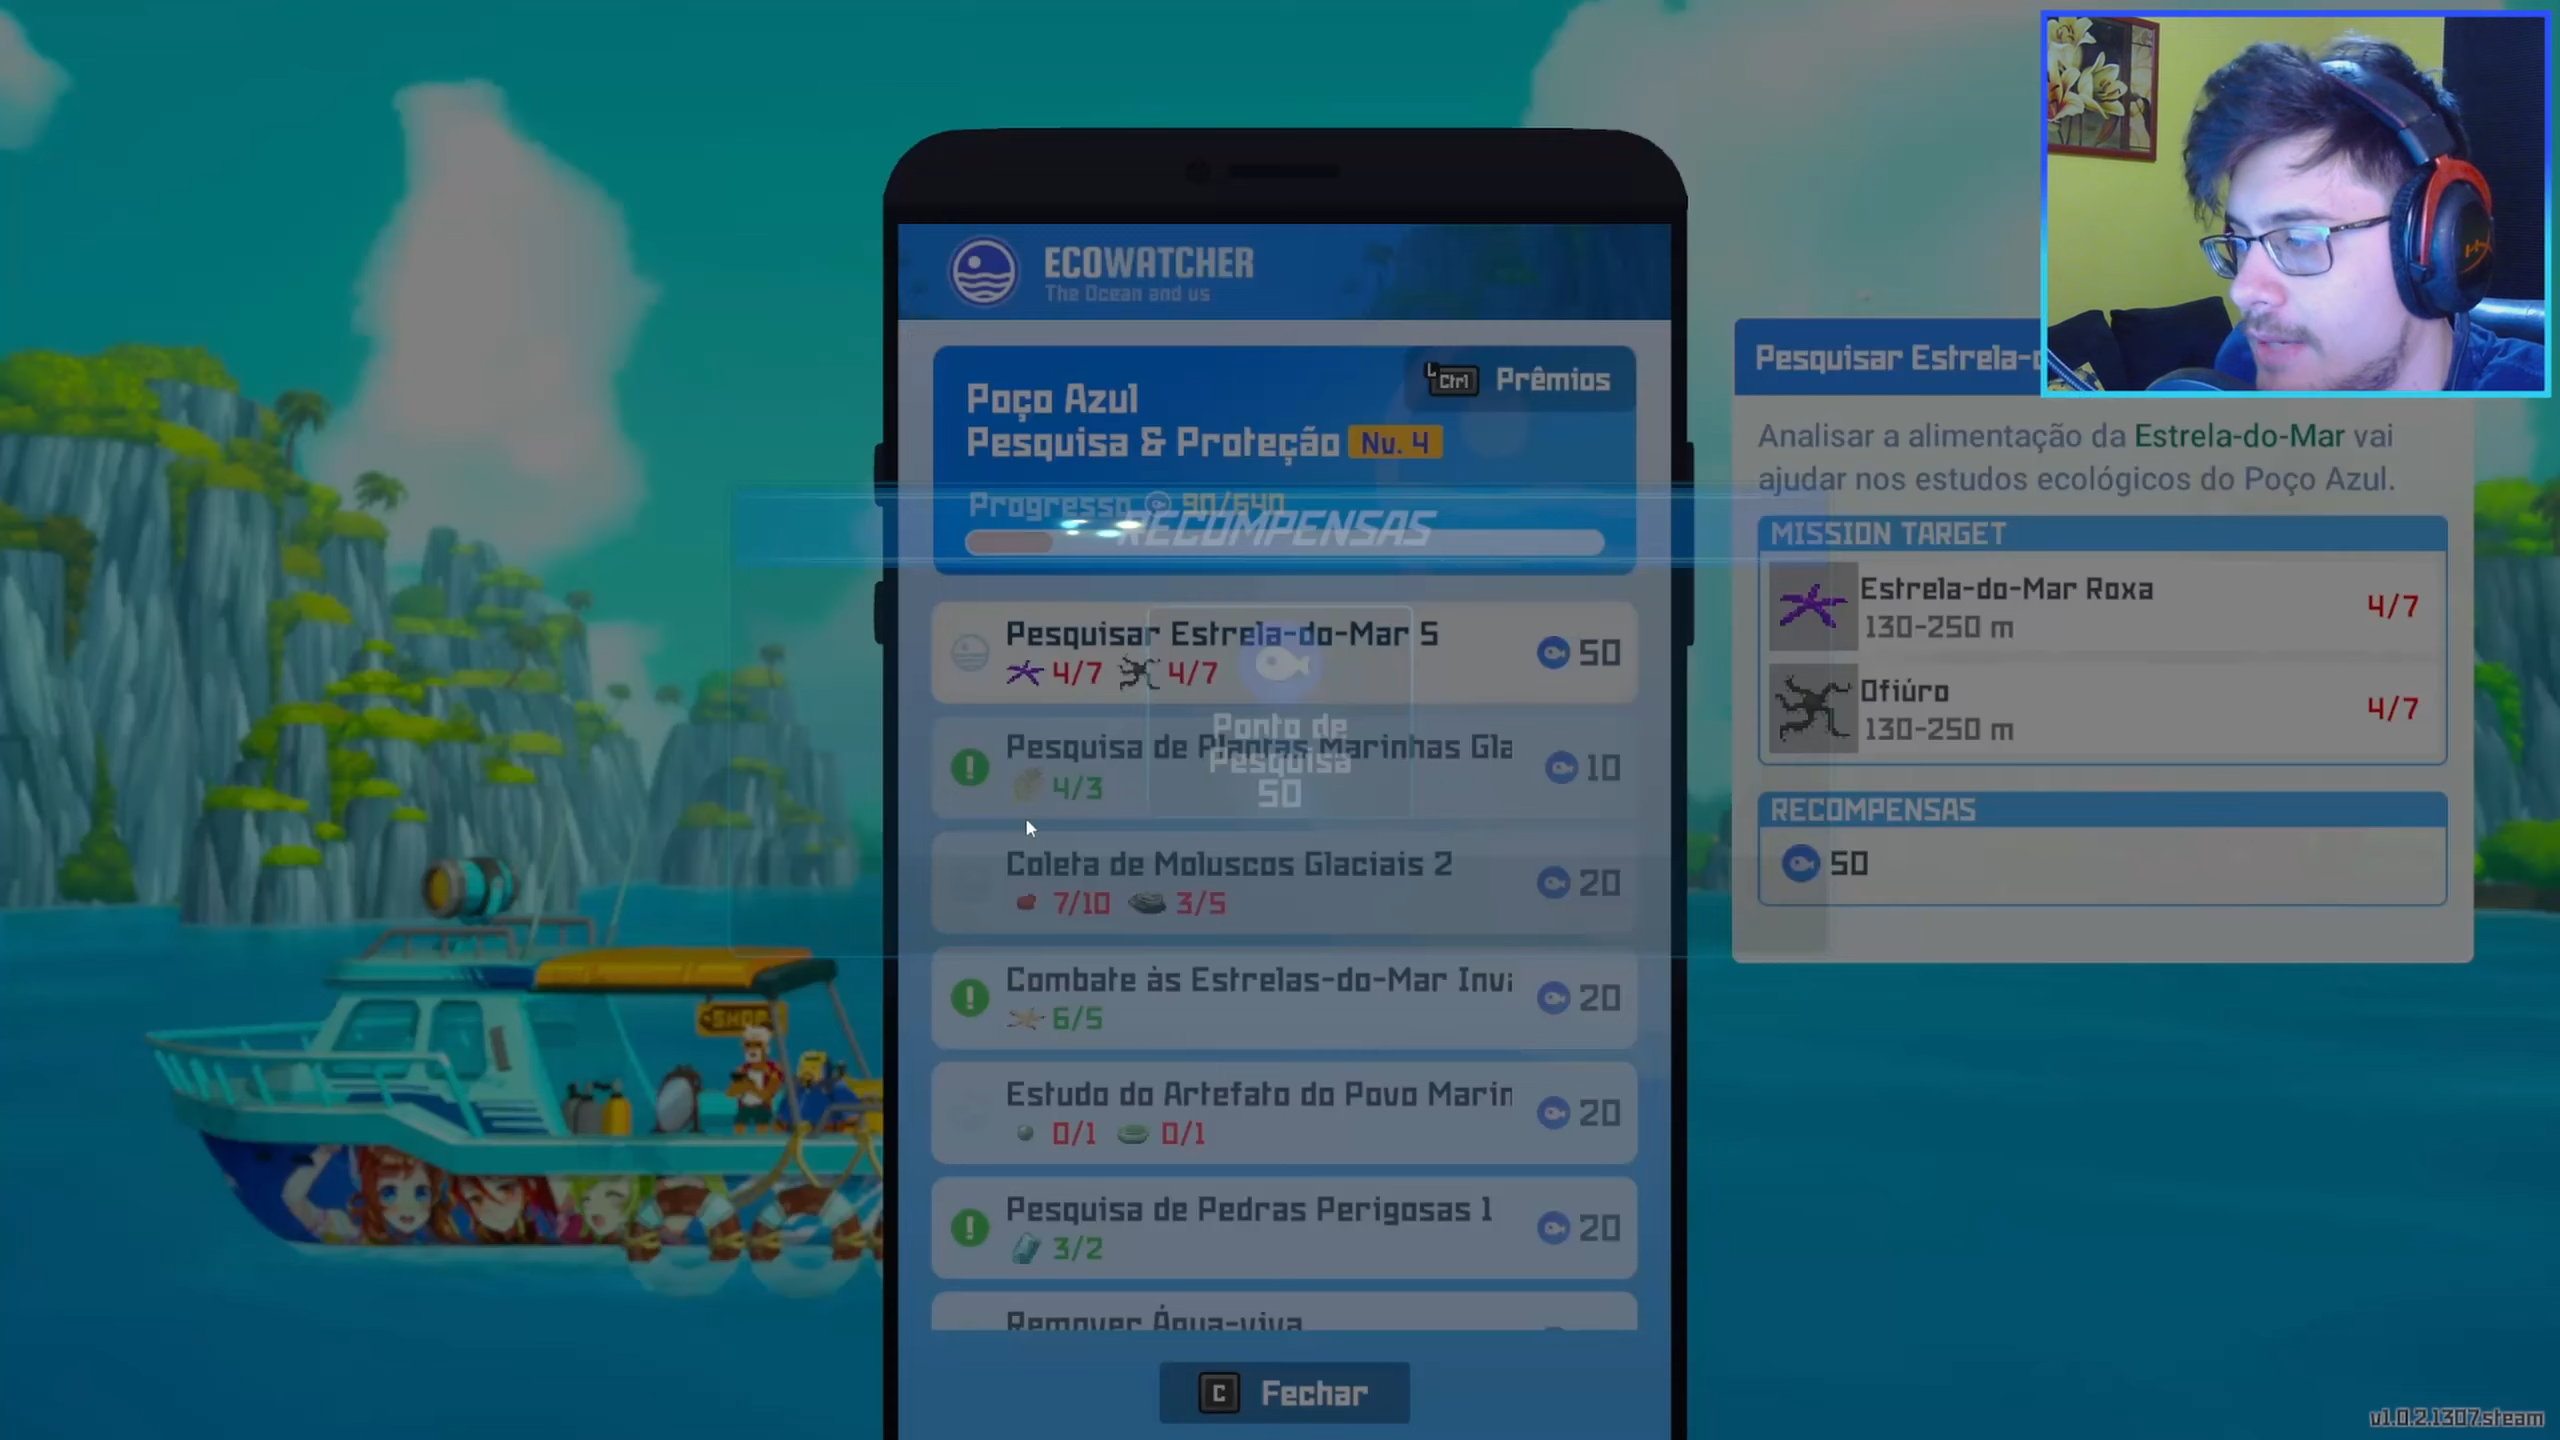 ECOWATCHER
The Ocean and us
Prêmios
L Ctrl
Poço Azul
Pesquisa & Proteção Nv. 4
Progresso 90/640
RECOMPENSAS
Pesquisar Estrela-do-Mar 5
4/7 4/7
50
Ponto de
Pesquisa
50
Pesquisa de Plantas Marinhas Gla
4/3
10
Coleta de Moluscos Glaciais 2
7/10 3/5
20
Combate às Estrelas-do-Mar Inva
6/5
20
Estudo do Artefato do Povo Marin
0/1 0/1
20
Pesquisa de Pedras Perigosas 1
3/2
20
Remover Água-viva
C Fechar
Pesquisar Estrela-d
Analisar a alimentação da Estrela-do-Mar vai
ajudar nos estudos ecológicos do Poço Azul.
MISSION TARGET
Estrela-do-Mar Roxa
130-250 m
4/7
Ofiúro
130-250 m
4/7
RECOMPENSAS
50
SHOP
v1.0.2.1307.steam